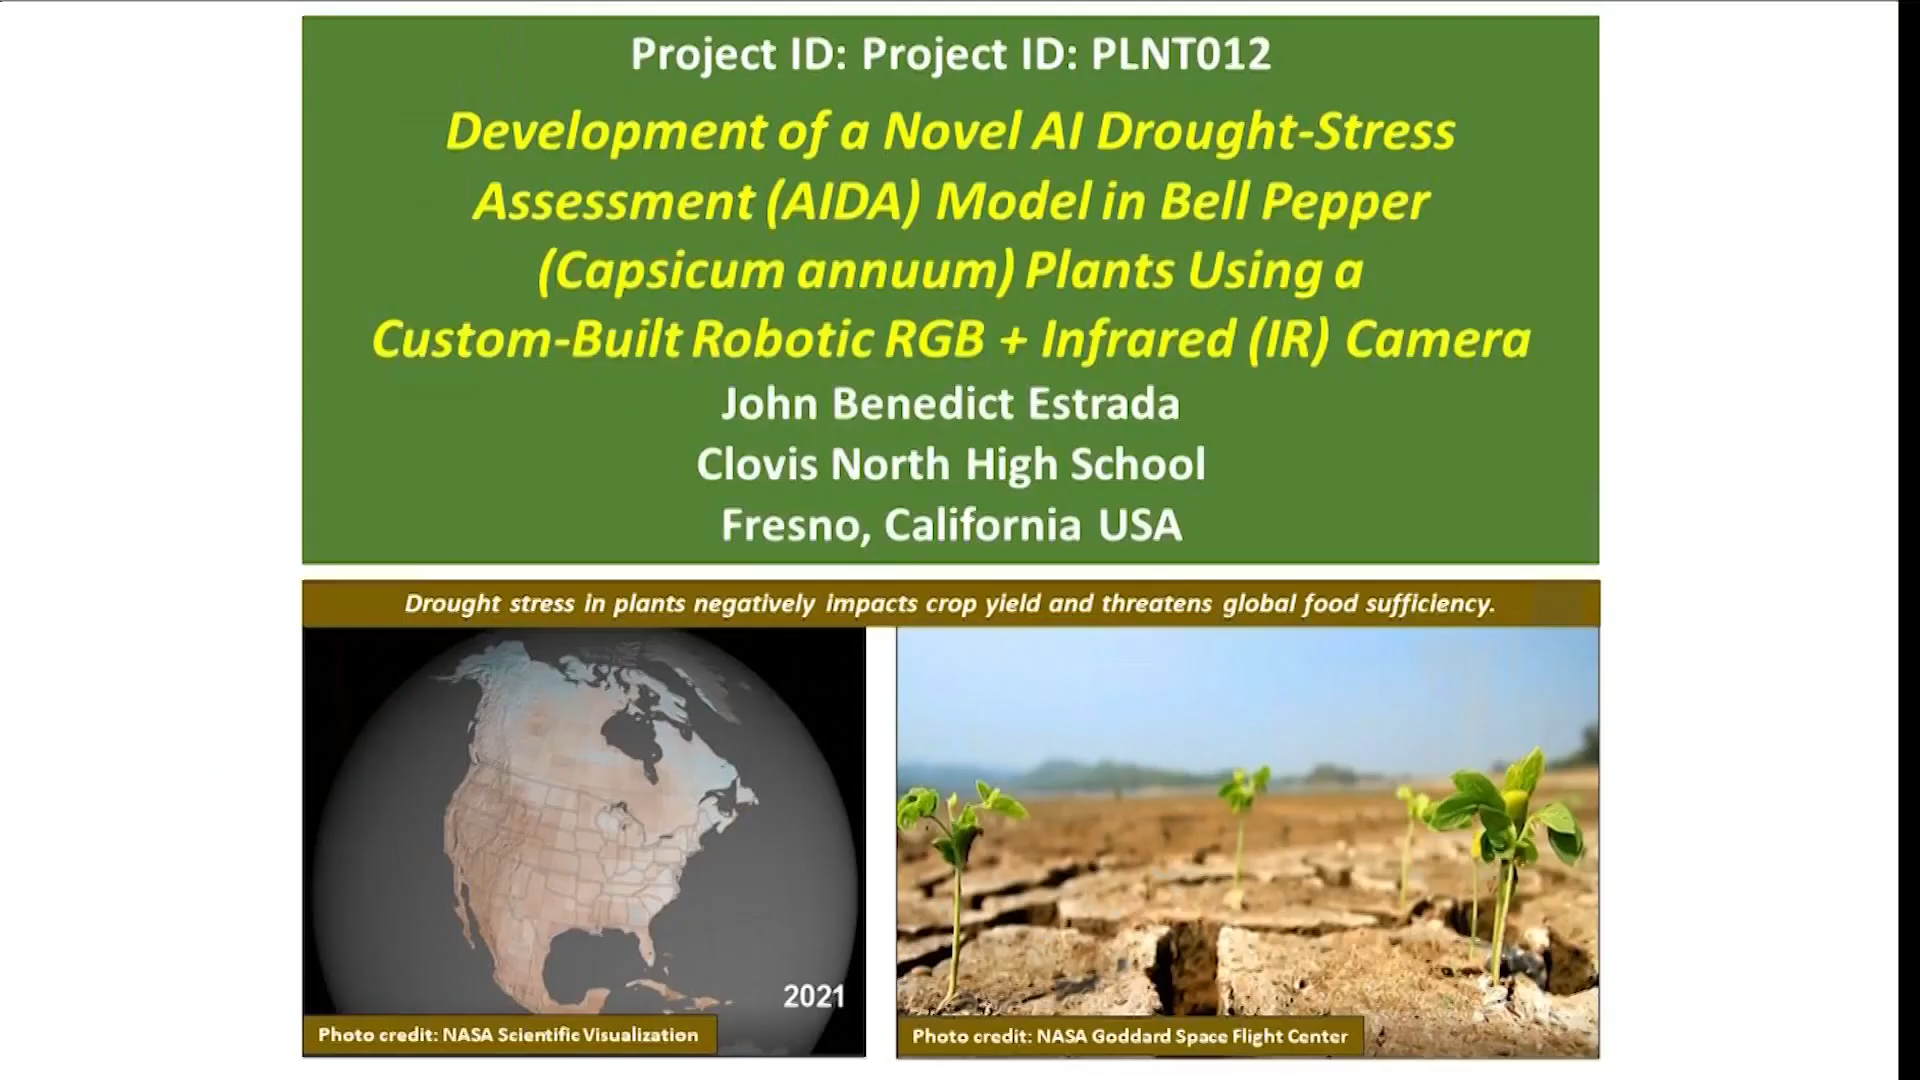 Project ID: Project ID: PLNT012
Development of a Novel AI Drought-Stress
Assessment (AIDA) Model in Bell Pepper
(Capsicum annuum) Plants Using a
Custom-Built Robotic RGB + Infrared (IR) Camera
John Benedict Estrada
Clovis North High School
Fresno, California USA
Drought stress in plants negatively impacts crop yield and threatens global food sufficiency.
2021
Photo credit: NASA Scientific Visualization
Photo credit: NASA Goddard Space Flight Center